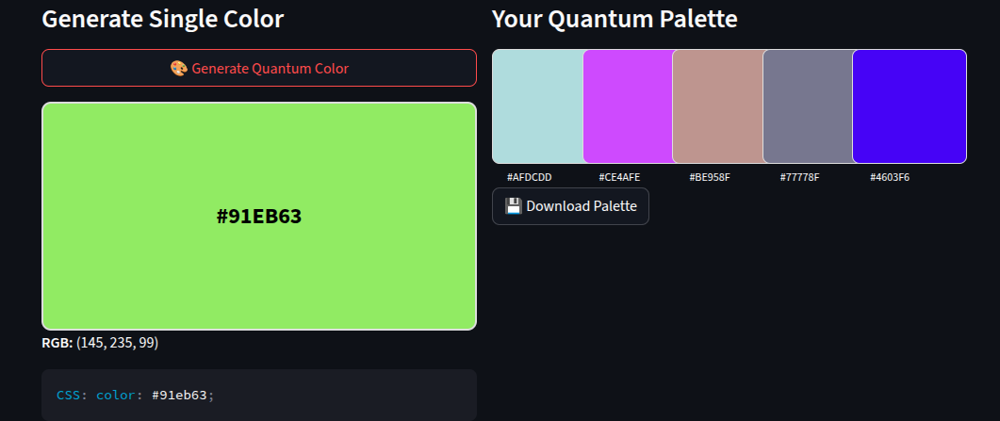 Generate Single Color
🎨 Generate Quantum Color
#91EB63
RGB: (145, 235, 99)
CSS: color: #91eb63;
Your Quantum Palette
#AFDCDD #CE4AFE #BE958F #77778F #4603F6
💾 Download Palette